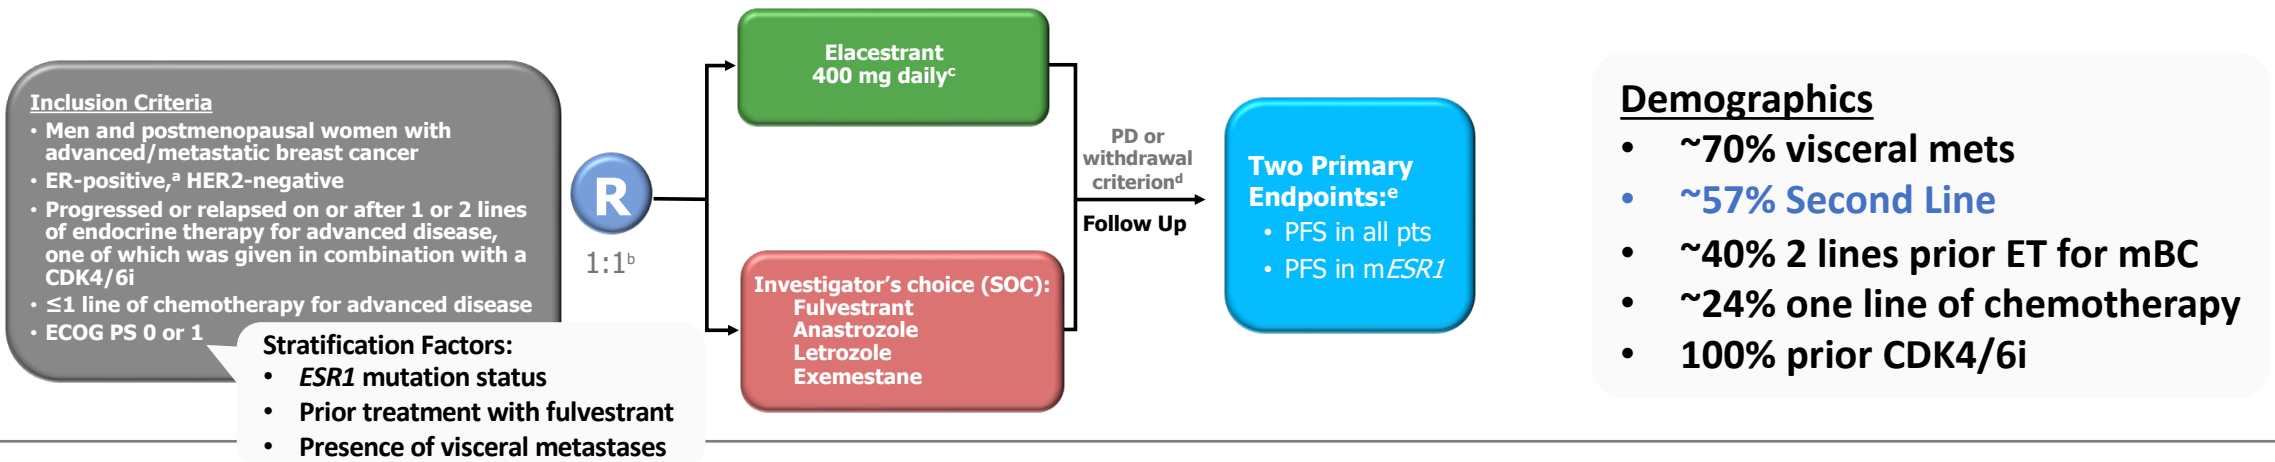 Inclusion Criteria
• Men and postmenopausal women with
advanced/metastatic breast cancer
• ER-positive,ᵃ HER2-negative
• Progressed or relapsed on or after 1 or 2 lines
of endocrine therapy for advanced disease,
one of which was given in combination with a
CDK4/6i
• ≤1 line of chemotherapy for advanced disease
• ECOG PS 0 or 1
Stratification Factors:
• ESR1 mutation status
• Prior treatment with fulvestrant
• Presence of visceral metastases
R
1:1ᵇ
Elacestrant
400 mg dailyᶜ
Investigator's choice (SOC):
Fulvestrant
Anastrozole
Letrozole
Exemestane
PD or
withdrawal
criterionᵈ
Follow Up
Two Primary
Endpoints:ᵉ
• PFS in all pts
• PFS in mESR1
Demographics
• ~70% visceral mets
• ~57% Second Line
• ~40% 2 lines prior ET for mBC
• ~24% one line of chemotherapy
• 100% prior CDK4/6i